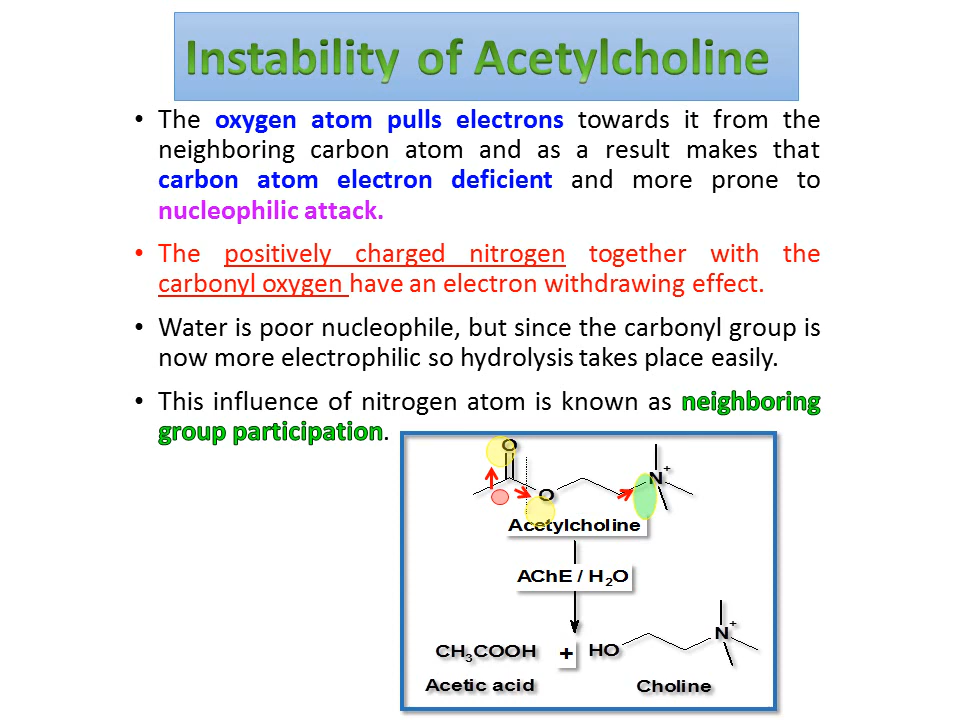 Instability of Acetylcholine
• The oxygen atom pulls electrons towards it from the
neighboring carbon atom and as a result makes that
carbon atom electron deficient and more prone to
nucleophilic attack.
• The positively charged nitrogen together with the
carbonyl oxygen have an electron withdrawing effect.
• Water is poor nucleophile, but since the carbonyl group is
now more electrophilic so hydrolysis takes place easily.
• This influence of nitrogen atom is known as neighboring
group participation.
O
O
N+
Acetylcholine
AChE / H2O
CH3COOH + HO N+
Acetic acid Choline